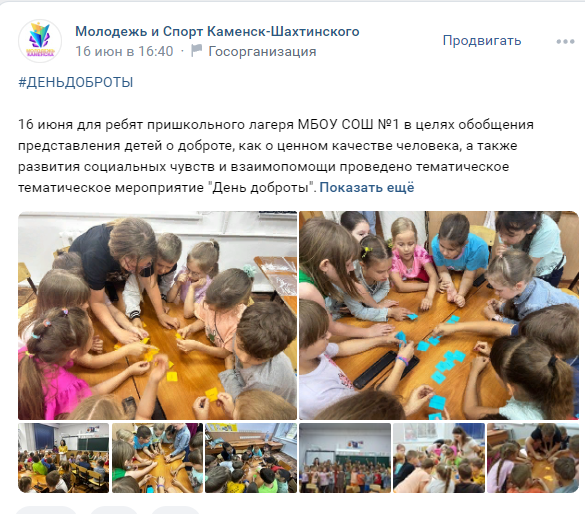 Молодежь и Спорт Каменск-Шахтинского
16 июн в 16:40 · Госорганизация
Продвигать
#ДЕНЬДОБРОТЫ
16 июня для ребят пришкольного лагеря МБОУ СОШ №1 в целях обобщения
представления детей о доброте, как о ценном качестве человека, а также
развития социальных чувств и взаимопомощи проведено тематическое
тематическое мероприятие "День доброты". Показать ещё